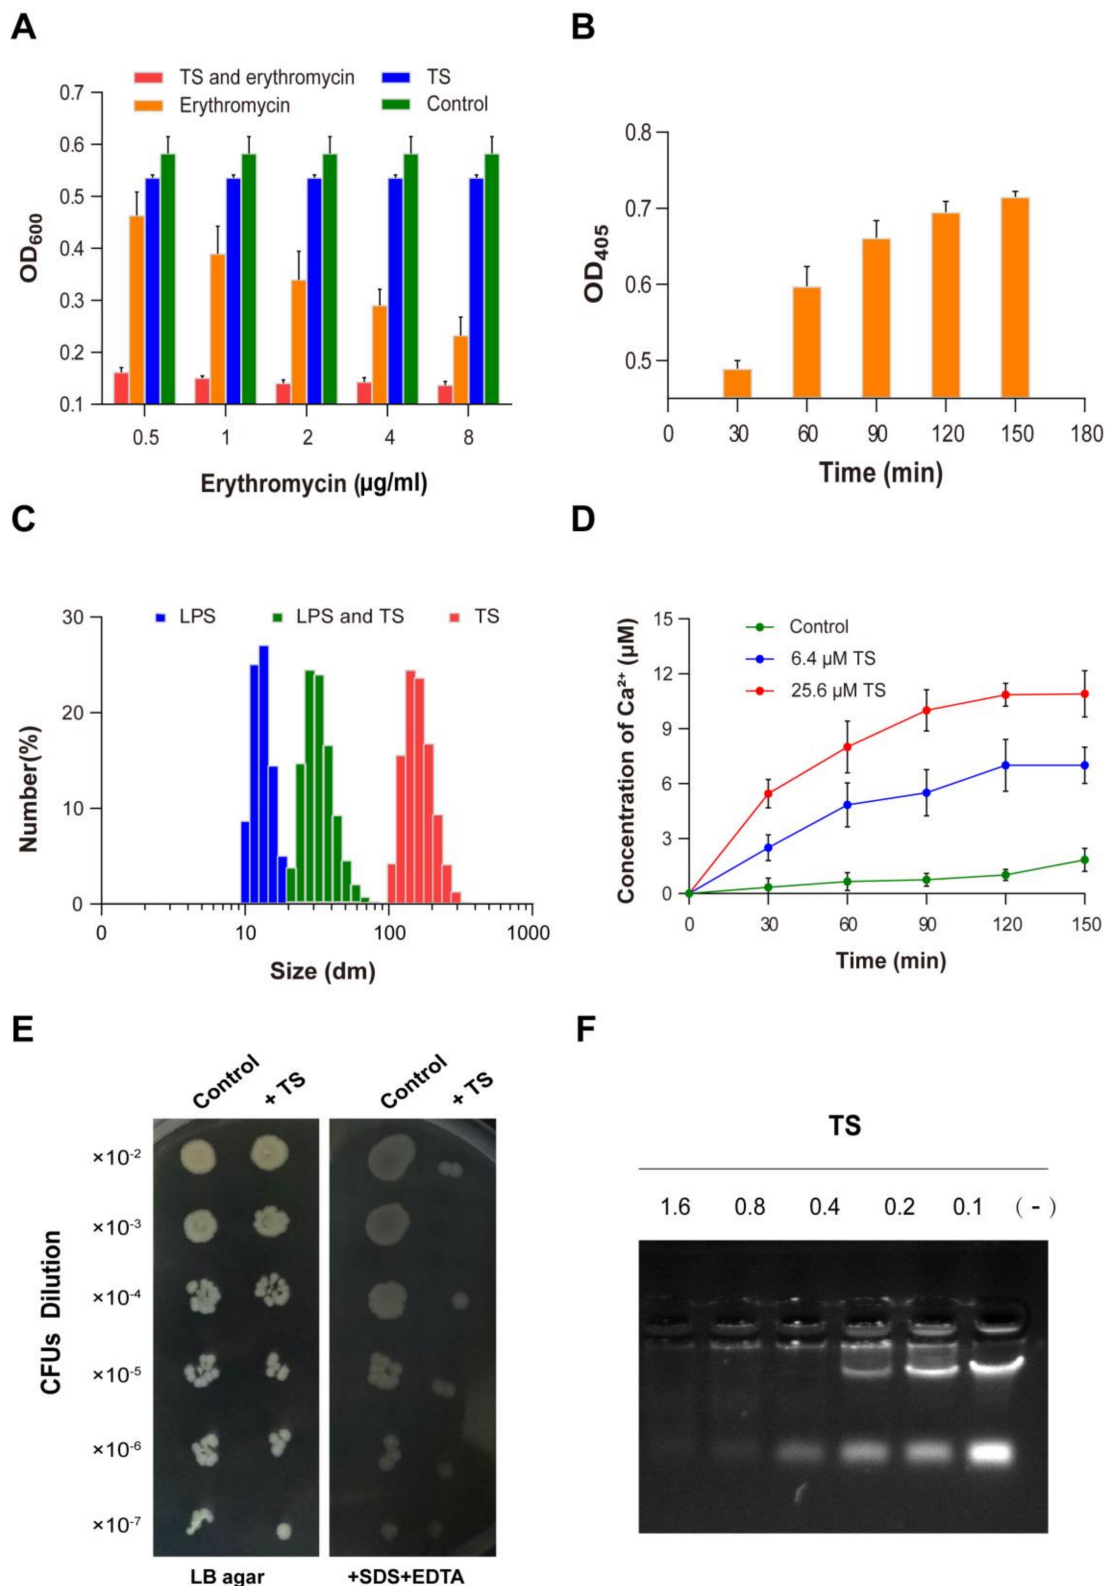 A
TS and erythromycin TS
Erythromycin Control
0.7
0.6
0.5
0.4
0.3
0.2
0.1
OD600
0.5 1 2 4 8
Erythromycin (µg/ml)
B
0.8
0.7
0.6
0.5
OD405
0 30 60 90 120 150 180
Time (min)
C
LPS LPS and TS TS
30
20
10
0
Number(%)
0 10 100 1000
Size (dm)
D
Control
6.4 µM TS
25.6 µM TS
15
12
9
6
3
0
Concentration of Ca²⁺ (µM)
0 30 60 90 120 150
Time (min)
E
Control + TS Control + TS
×10⁻²
×10⁻³
×10⁻⁴
×10⁻⁵
×10⁻⁶
×10⁻⁷
CFUs Dilution
LB agar +SDS+EDTA
F
TS
1.6 0.8 0.4 0.2 0.1 (-)